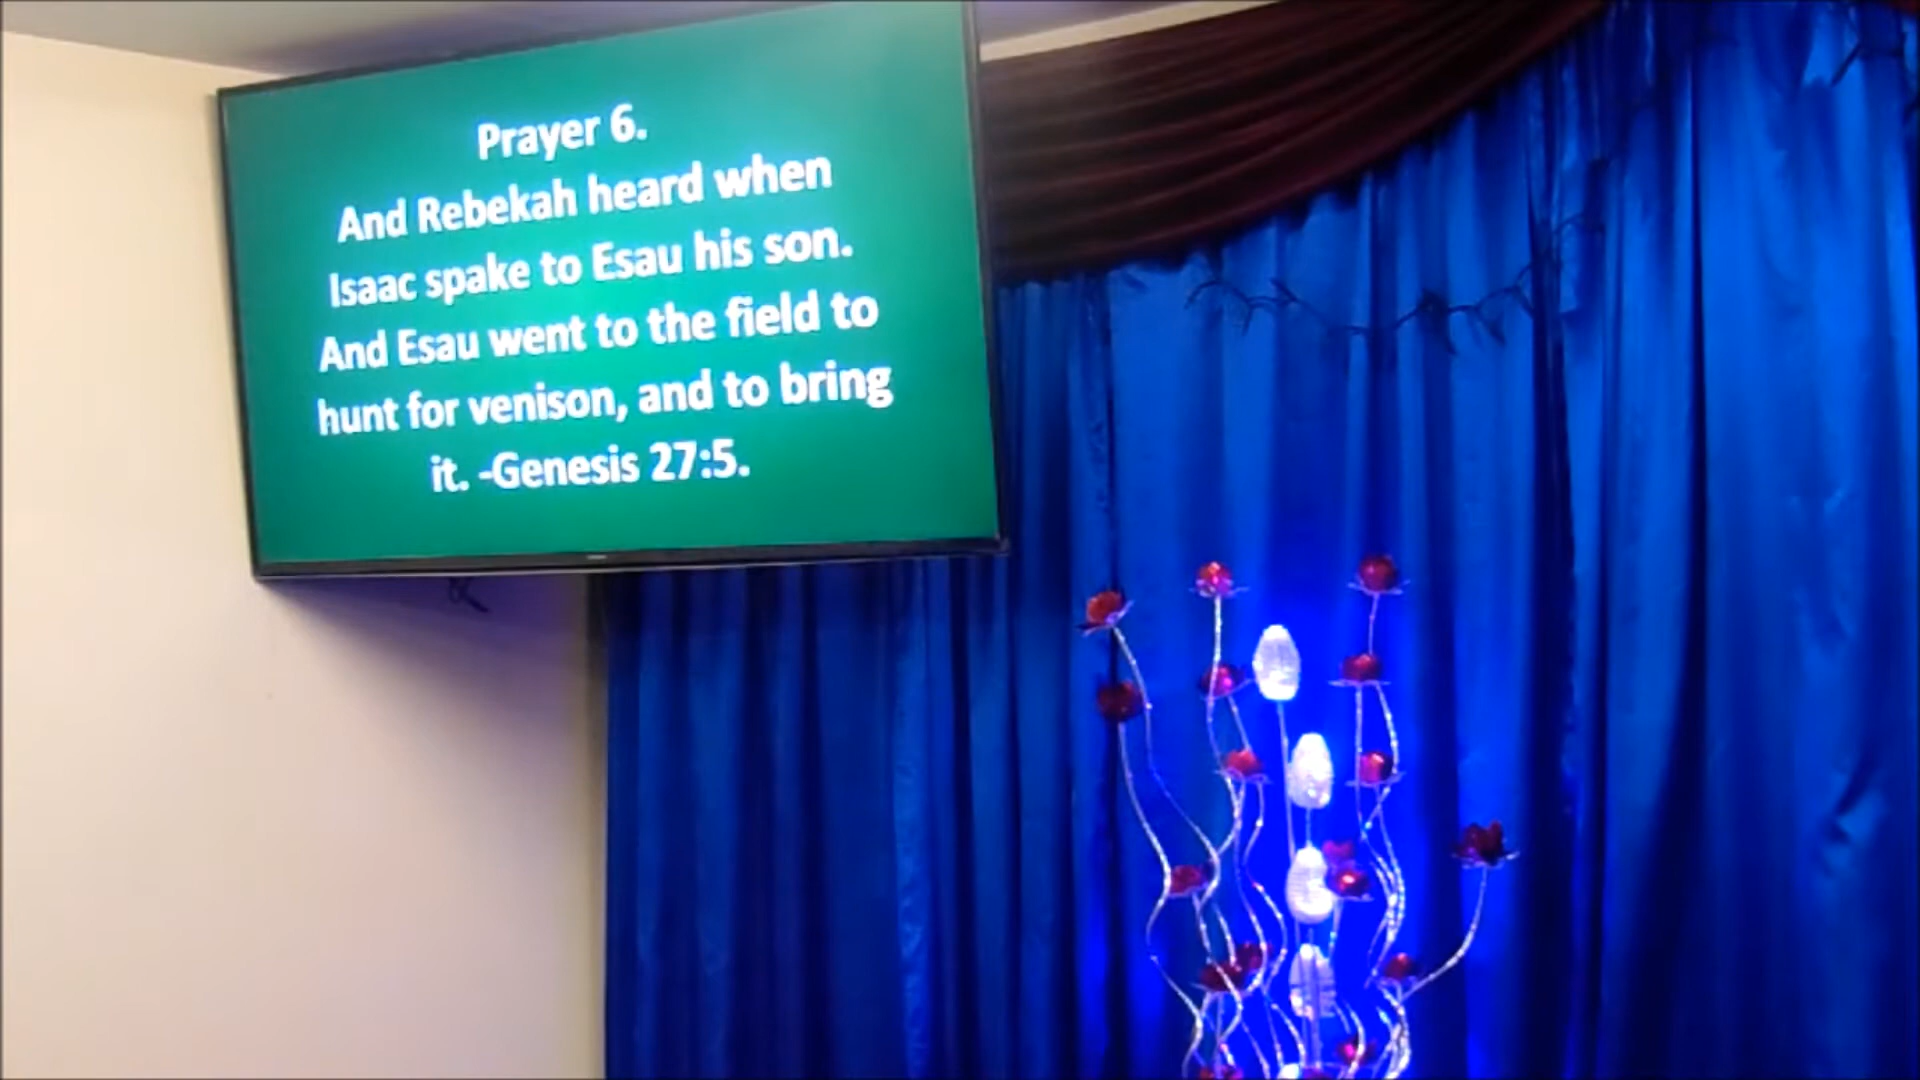 Prayer 6.
And Rebekah heard when
Isaac spake to Esau his son.
And Esau went to the field to
hunt for venison, and to bring
it. -Genesis 27:5.